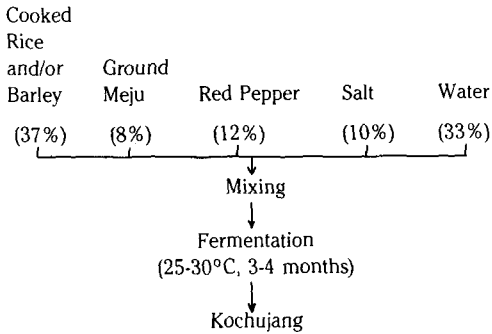 Cooked
Rice
and/or Ground
Barley Meju Red Pepper Salt Water
(37%) (8%) (12%) (10%) (33%)
Mixing
Fermentation
(25-30°C, 3-4 months)
Kochujang